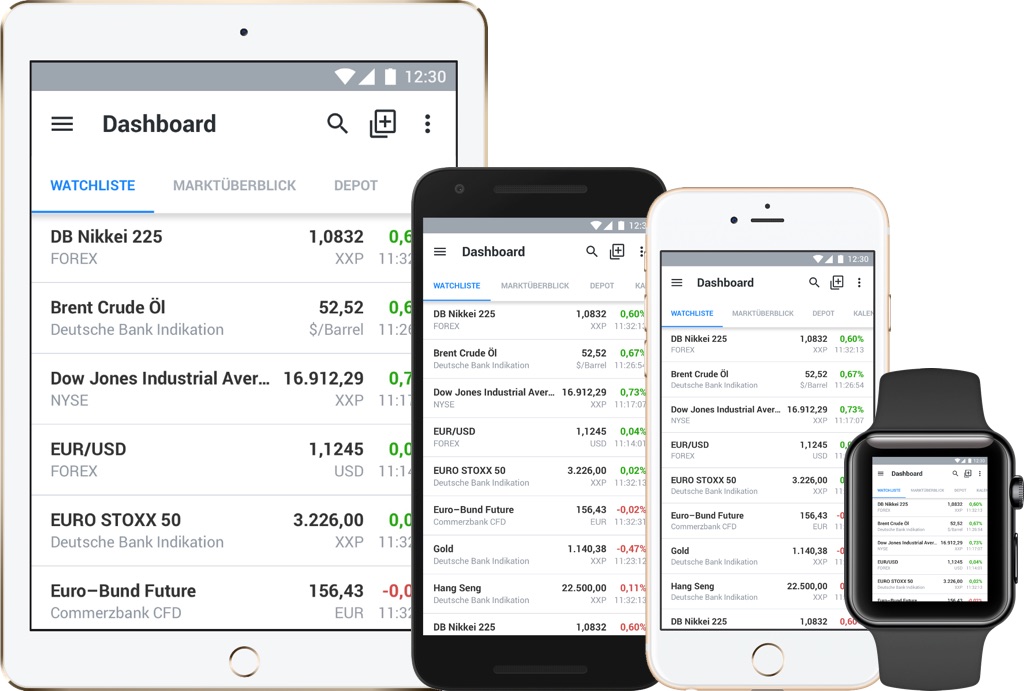 12:30
Dashboard
WATCHLISTE MARKTÜBERBLICK DEPOT
DB Nikkei 225 1,0832 0,6
FOREX XXP 11:32
Brent Crude Öl 52,52 0,6
Deutsche Bank Indikation $/Barrel 11:26
Dow Jones Industrial Aver... 16.912,29 0,7
NYSE XXP 11:17
EUR/USD 1,1245 0,0
FOREX USD 11:14
EURO STOXX 50 3.226,00 0,0
Deutsche Bank Indikation XXP 11:32
Euro–Bund Future 156,43 -0,0
Commerzbank CFD EUR 11:32
12:3
Dashboard
WATCHLISTE MARKTÜBERBLICK DEPOT KA
DB Nikkei 225 1,0832 0,60%
FOREX XXP 11:32:13
Brent Crude Öl 52,52 0,67%
Deutsche Bank Indikation $/Barrel 11:26:54
Dow Jones Industrial Aver... 16.912,29 0,73%
NYSE XXP 11:17:07
EUR/USD 1,1245 0,04%
FOREX USD 11:14:01
EURO STOXX 50 3.226,00 0,02%
Deutsche Bank Indikation XXP 11:32:13
Euro–Bund Future 156,43 -0,02%
Commerzbank CFD EUR 11:32:31
Gold 1.140,38 -0,47%
XXP 11:23:12
Hang Seng 22.500,00 0,11%
Deutsche Bank Indikation XXP 11:32:13
DB Nikkei 225 1,0832 0,60%
12:30
Dashboard
WATCHLISTE MARKTÜBERBLICK DEPOT KALEN
DB Nikkei 225 1,0832 0,60%
FOREX XXP 11:32:13
Brent Crude Öl 52,52 0,67%
Deutsche Bank Indikation $/Barrel 11:26:54
Dow Jones Industrial Aver... 16.912,29 0,73%
NYSE XXP 11:17:07
EUR/USD 1,1245 0,0
FOREX USD 11:1
EURO STOXX 50 3.226,00 0,
Deutsche Bank Indikation XXP 11:
Euro–Bund Future 156,43 -0
Commerzbank CFD EUR 11:
Gold 1.140,38 -0
XXP 11:
Hang Seng 22.500,00 0,
Deutsche Bank Indikation XXP 11:3
DB Nikkei 225 1,0832 0,60
Dashboard
WATCHLISTE MARKTÜBERBLICK DEPOT KALE
DB Nikkei 225 1,0832 0,60%
FOREX XXP 11:32:13
Brent Crude Öl 52,52 0,67%
Deutsche Bank Indikation $/Barrel 11:26:54
Dow Jones Industrial Aver... 16.912,29 0,73%
NYSE XXP 11:17:07
EUR/USD 1,1245 0,04%
FOREX USD 11:14:01
EURO STOXX 50 3.226,00 0,02%
Deutsche Bank Indikation XXP 11:32:13
Euro–Bund Future 156,43 -0,02%